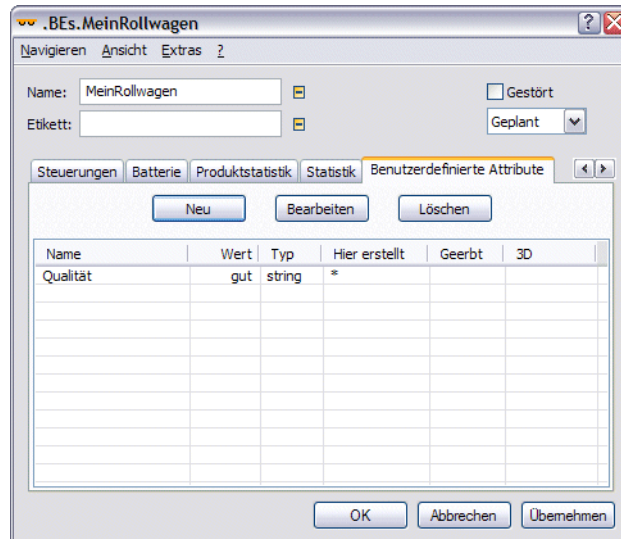 .BEs.MeinRollwagen
Navigieren Ansicht Extras ?
Name: MeinRollwagen Gestört
Etikett: Geplant
Steuerungen Batterie Produktstatistik Statistik Benutzerdefinierte Attribute
Neu Bearbeiten Löschen
Name Wert Typ Hier erstellt Geerbt 3D
Qualität gut string *
OK Abbrechen Übernehmen